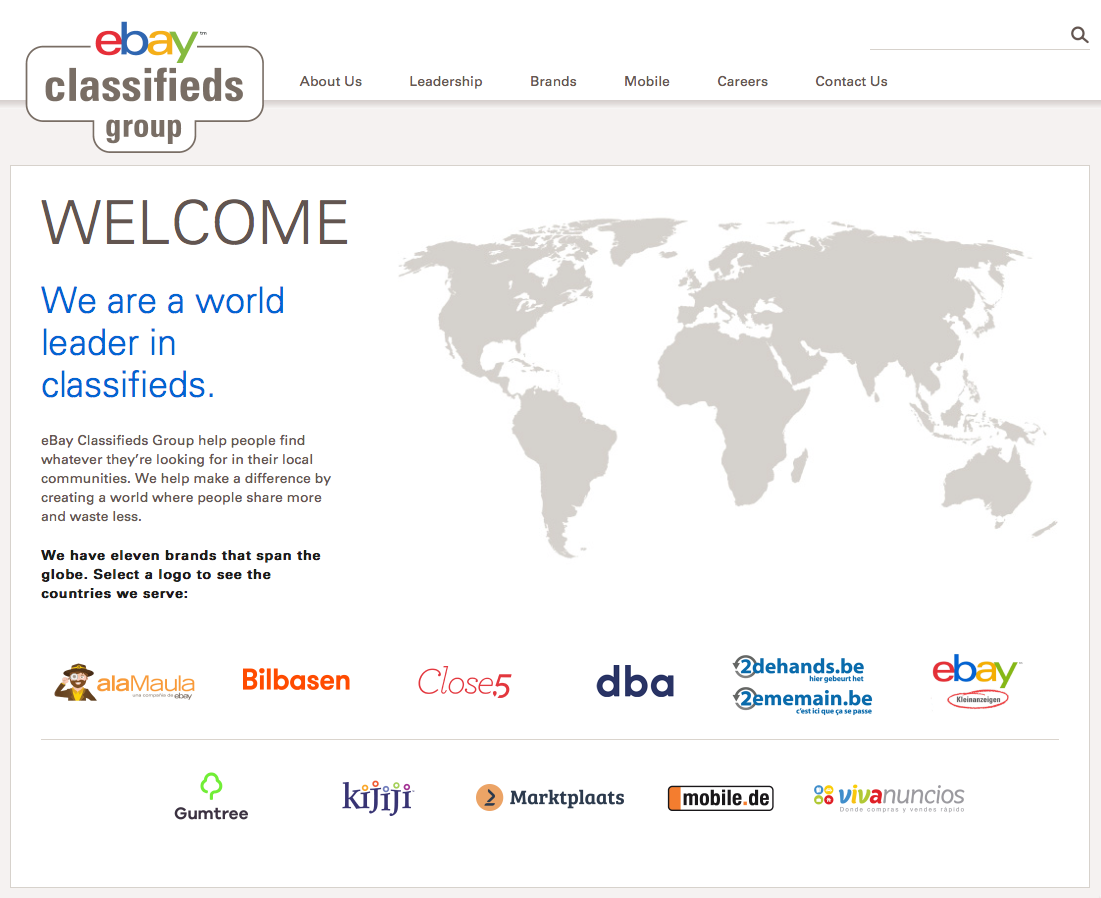 ebay™
classifieds
group
About Us Leadership Brands Mobile Careers Contact Us
WELCOME
We are a world
leader in
classifieds.
eBay Classifieds Group help people find
whatever they're looking for in their local
communities. We help make a difference by
creating a world where people share more
and waste less.
We have eleven brands that span the
globe. Select a logo to see the
countries we serve:
alaMaula
una compañía de ebay
Bilbasen
Close5
dba
2dehands.be
hier gebeurt het
2ememain.be
c'est ici que ça se passe
ebay™
Kleinanzeigen
Gumtree
kijiji
2 Marktplaats
mobile.de
vivanuncios
Donde compras y vendes rápido